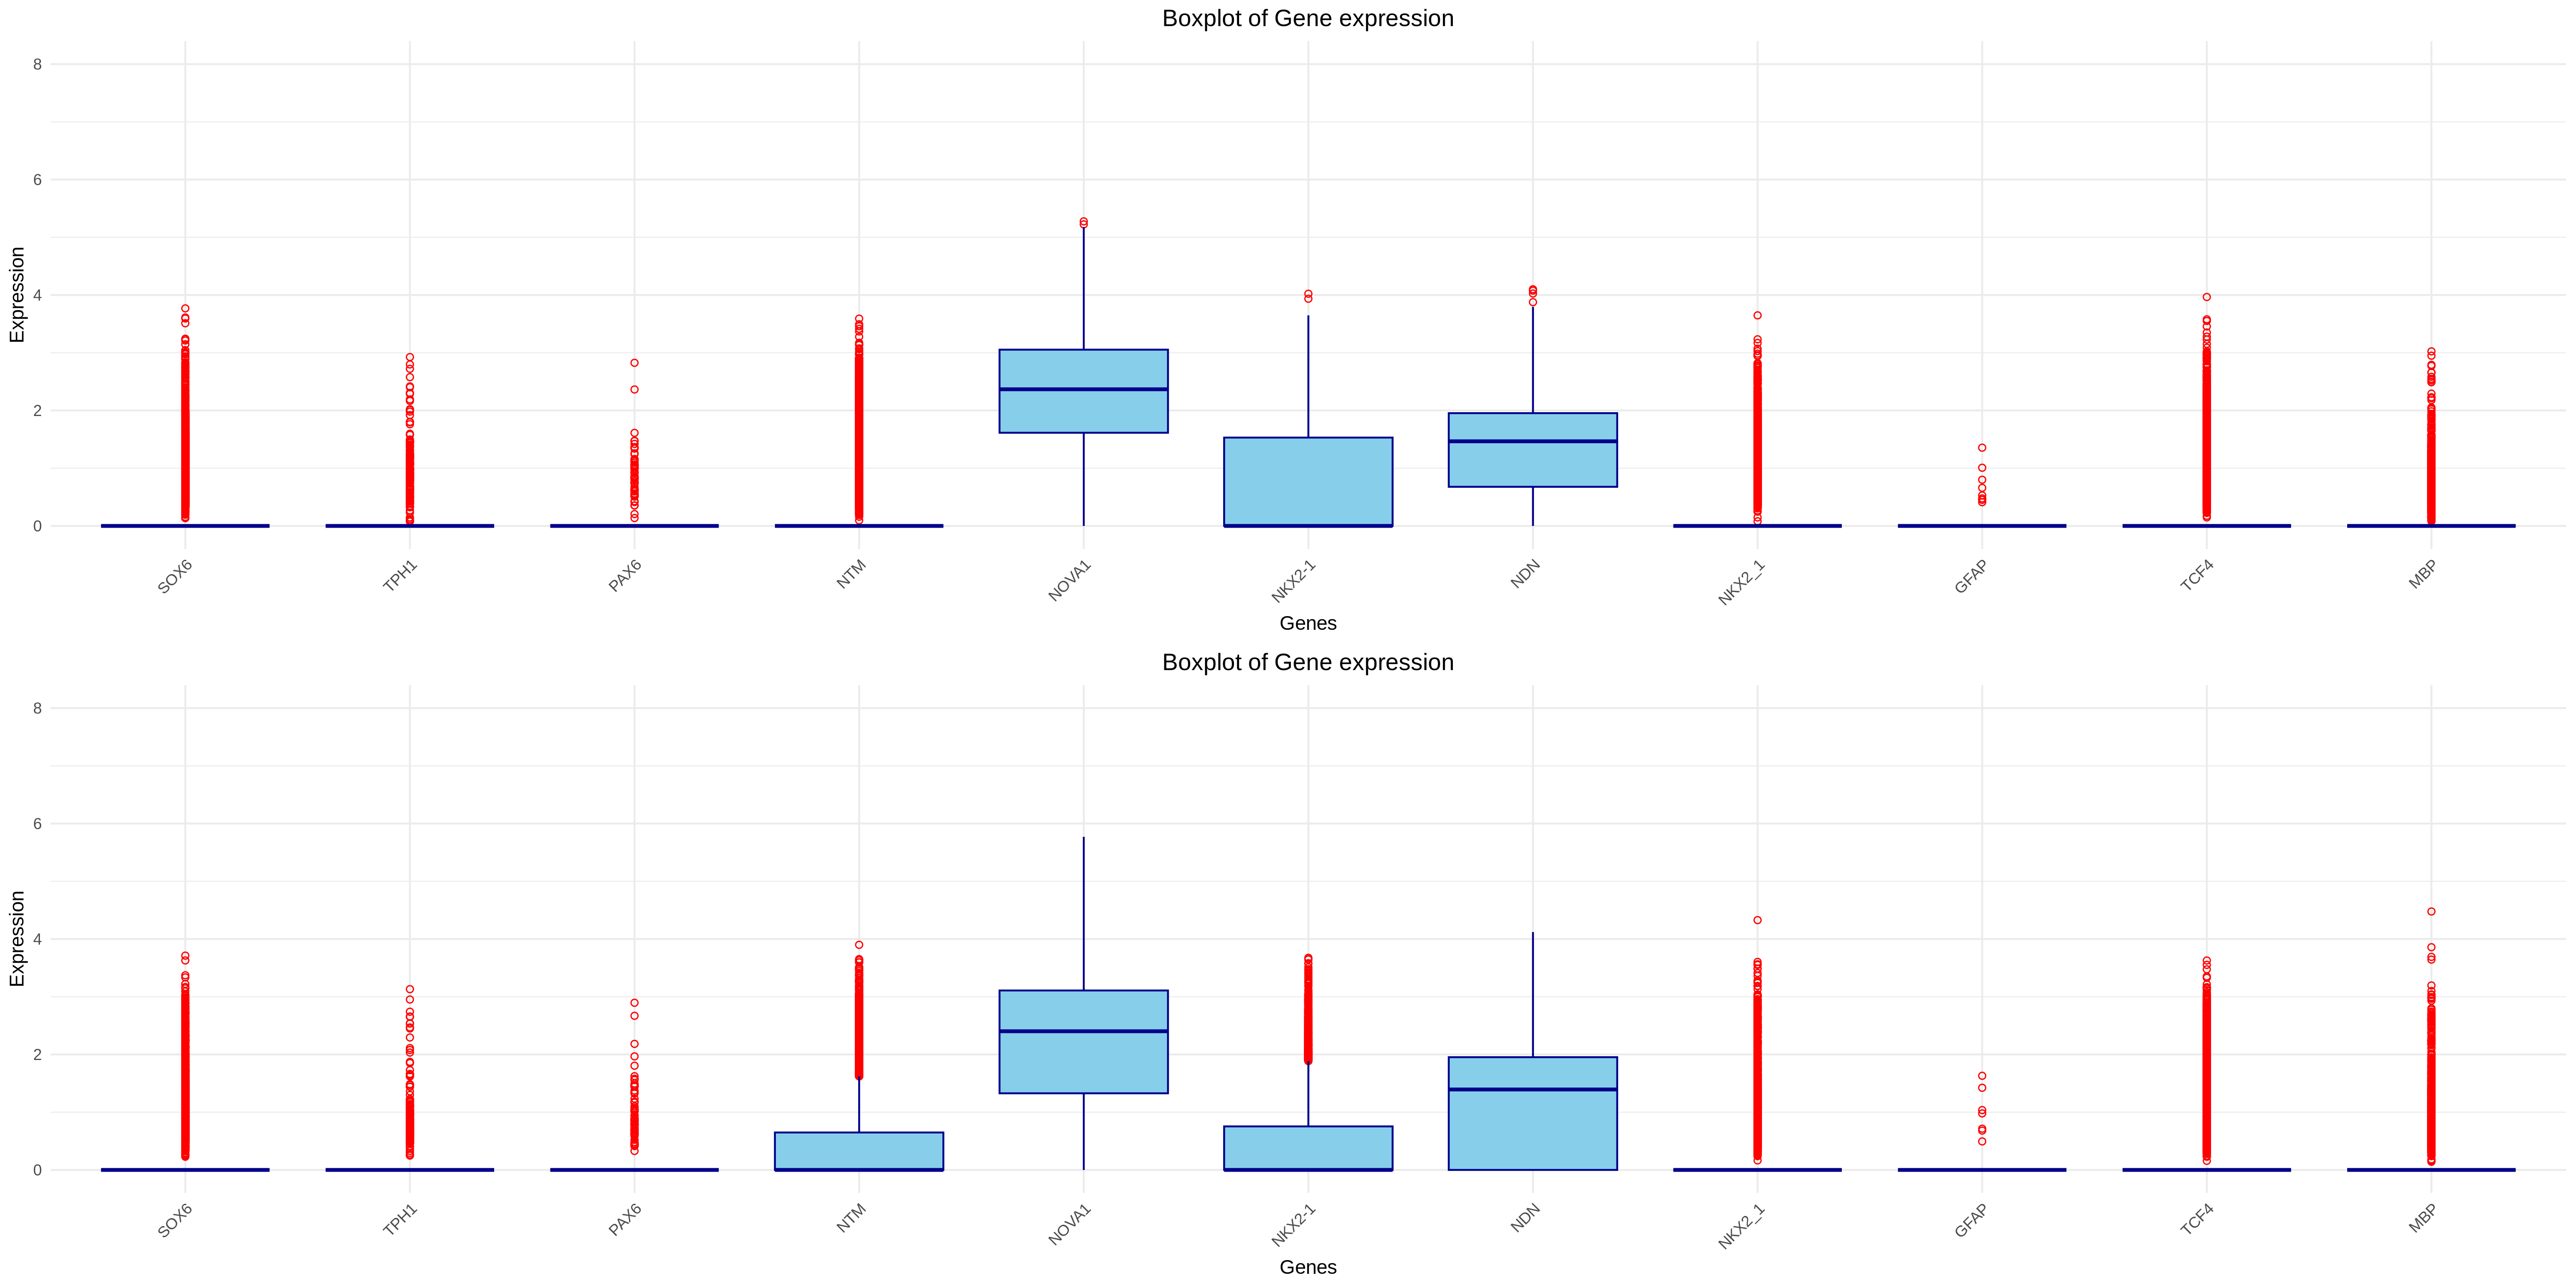 Boxplot of Gene expression
8
6
4
2
0
Expression
SOX6 TPH1 PAX6 NTM NOVA1 NKX2-1 NDN NKX2_1 GFAP TCF4 MBP
Genes
Boxplot of Gene expression
8
6
4
2
0
Expression
SOX6 TPH1 PAX6 NTM NOVA1 NKX2-1 NDN NKX2_1 GFAP TCF4 MBP
Genes